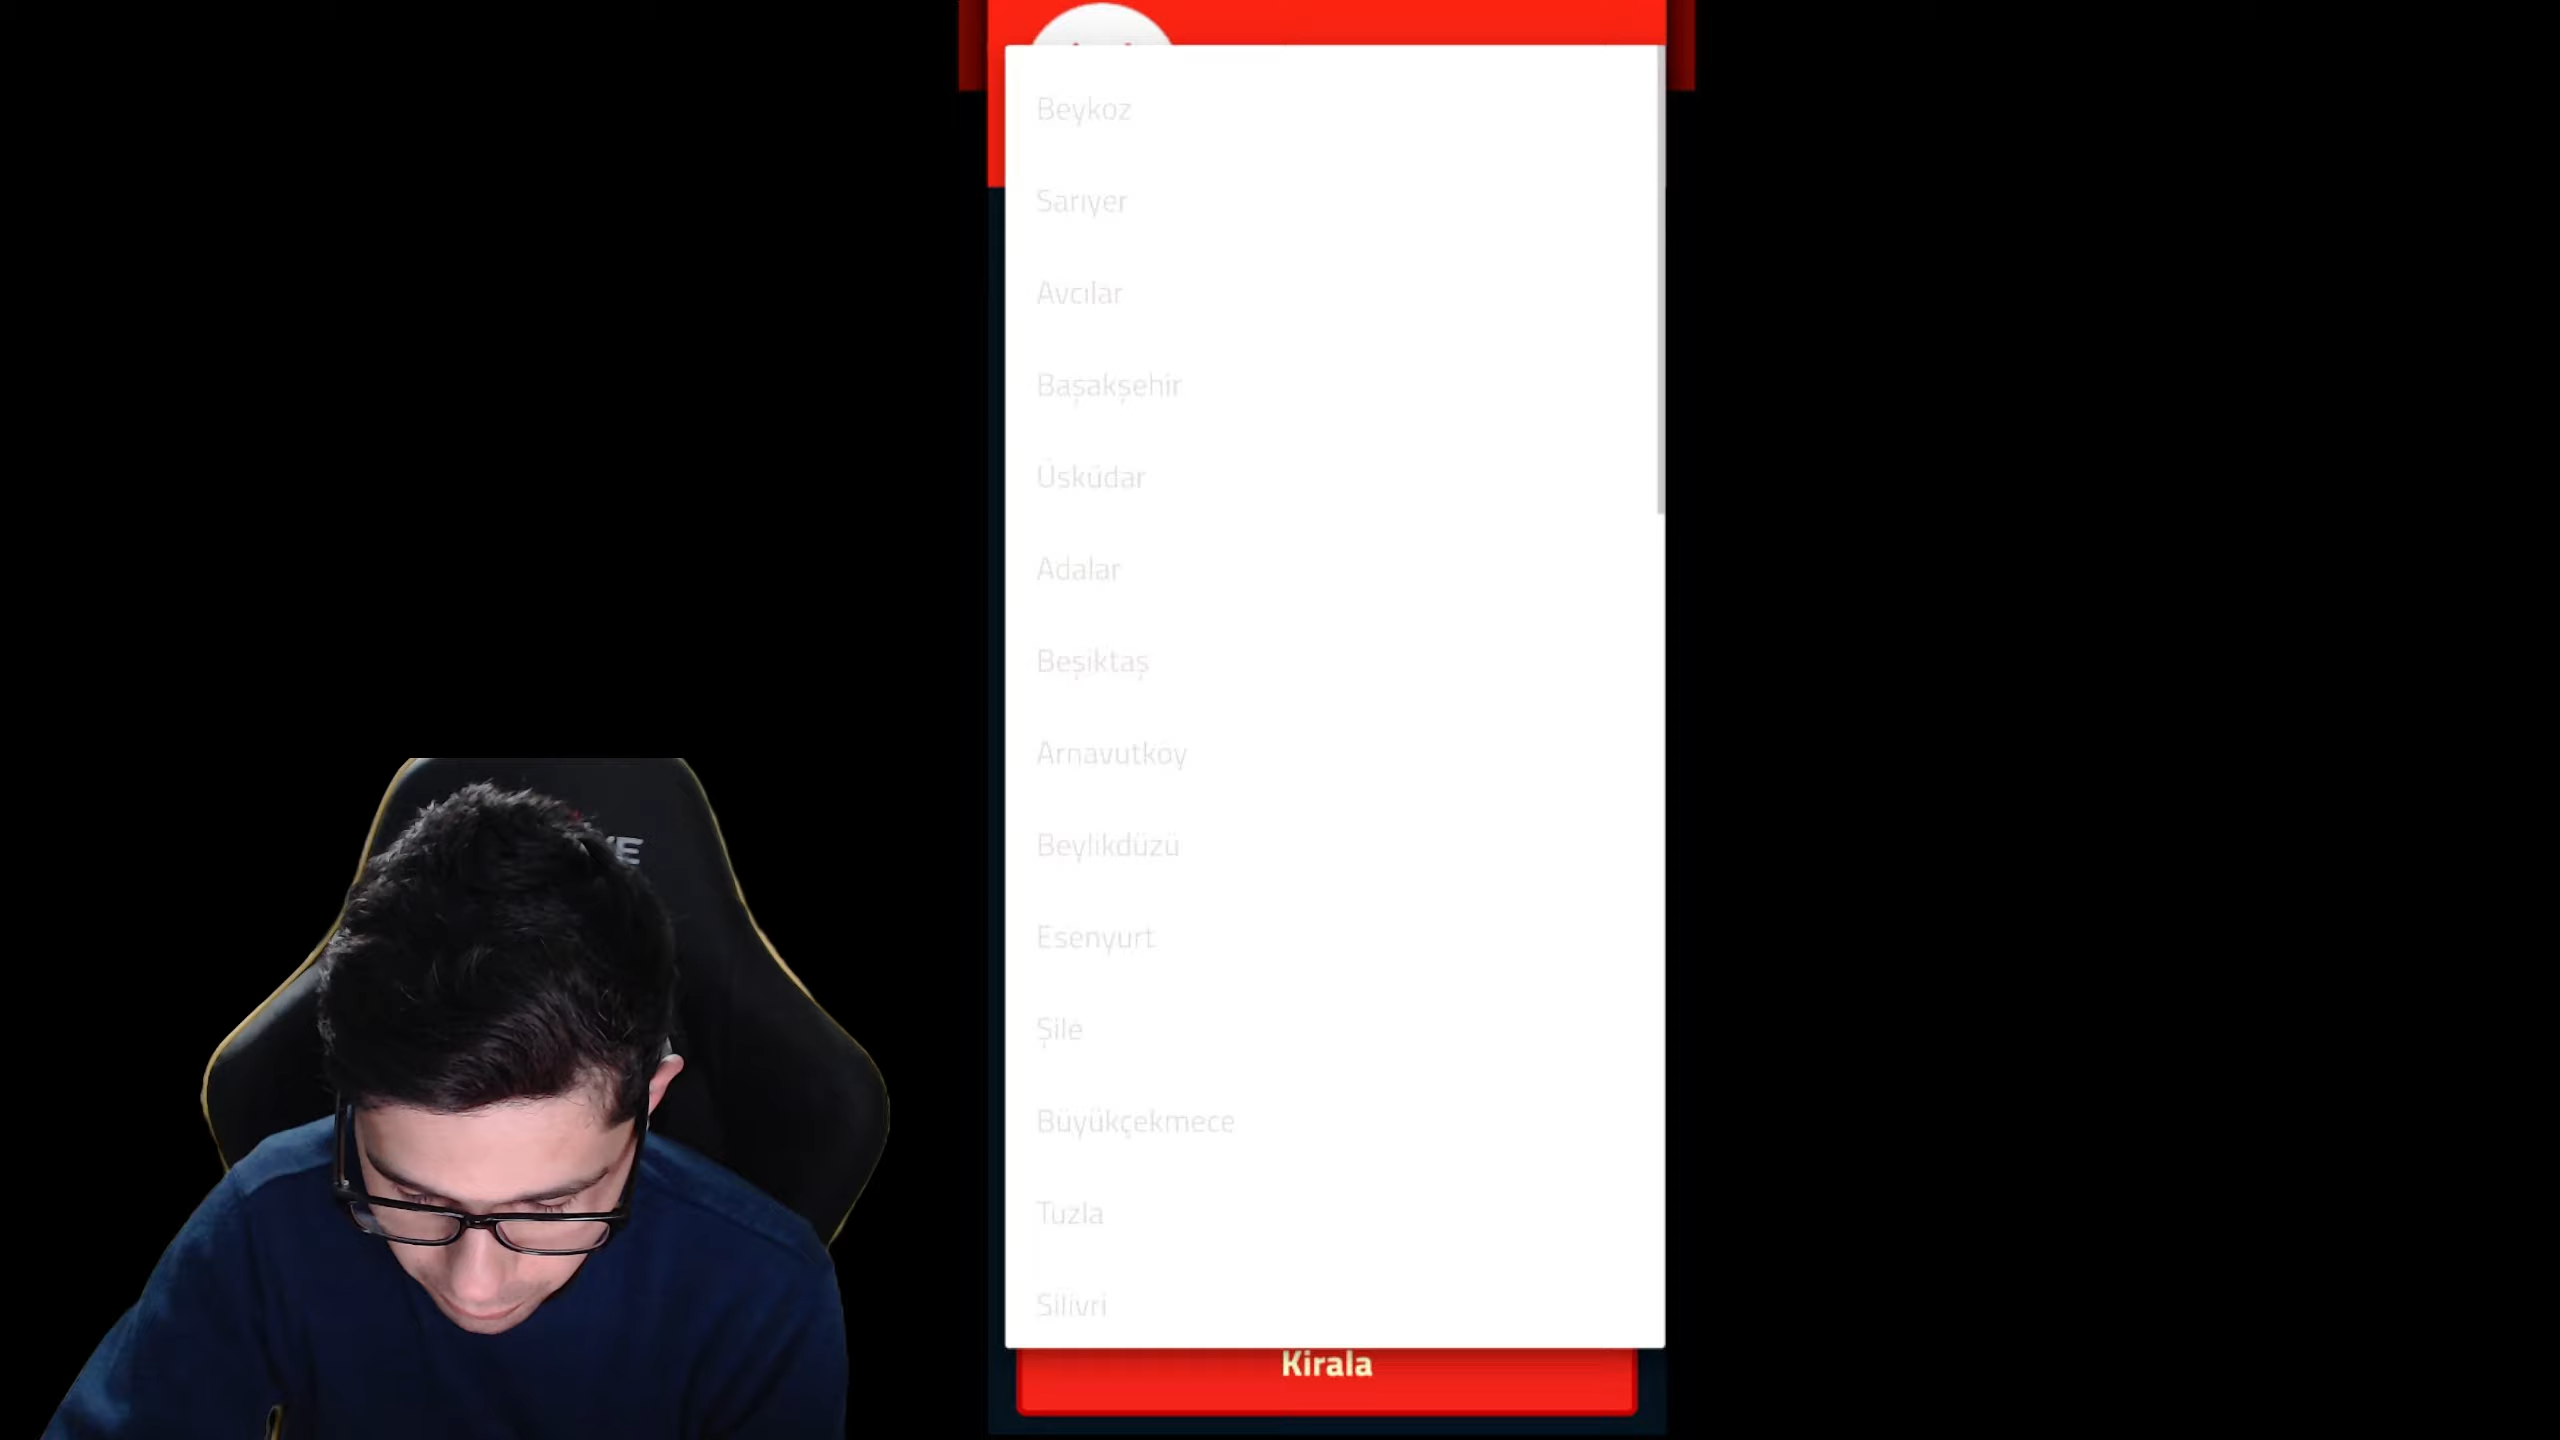 Beykoz
Sarıyer
Avcılar
Başakşehir
Üsküdar
Adalar
Beşiktaş
Arnavutköy
Beylikdüzü
Esenyurt
Şile
Büyükçekmece
Tuzla
Silivri
Kirala